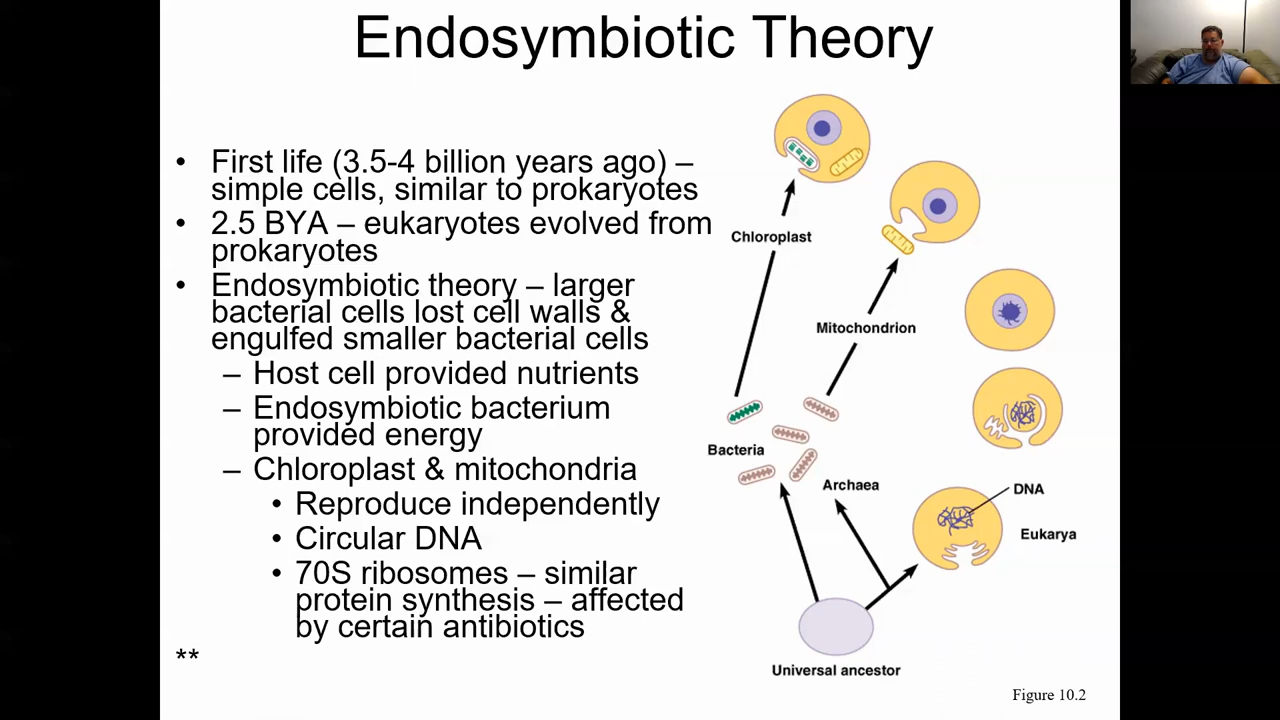 Endosymbiotic Theory
• First life (3.5-4 billion years ago) –
simple cells, similar to prokaryotes
• 2.5 BYA – eukaryotes evolved from
prokaryotes
• Endosymbiotic theory – larger
bacterial cells lost cell walls &
engulfed smaller bacterial cells
– Host cell provided nutrients
– Endosymbiotic bacterium
provided energy
– Chloroplast & mitochondria
• Reproduce independently
• Circular DNA
• 70S ribosomes – similar
protein synthesis – affected
by certain antibiotics
**
Chloroplast
Mitochondrion
Bacteria
Archaea
DNA
Eukarya
Universal ancestor
Figure 10.2